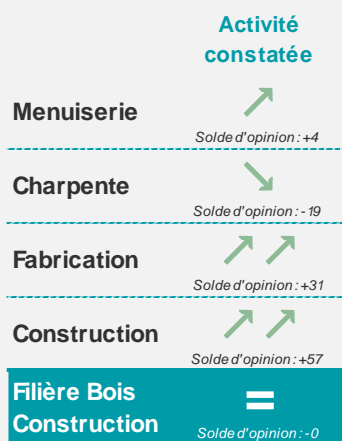 Activité
constatée
Menuiserie
Solde d'opinion : +4
Charpente
Solde d'opinion : - 19
Fabrication
Solde d'opinion : +31
Construction
Solde d'opinion : +57
Filière Bois
Construction
=
Solde d'opinion : -0